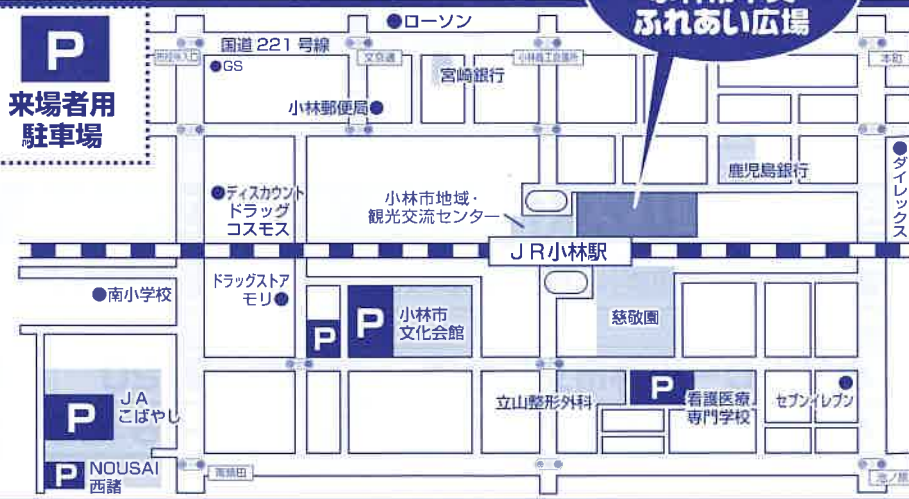 P
来場者用
駐車場
●ローソン
ふれあい広場
国道221号線
●GS
文京通
小林商工会議所
本町
宮崎銀行
小林郵便局●
鹿児島銀行
●ダイレックス
●ディスカウント
ドラッグ
コスモス
小林市地域・
観光交流センター
JR小林駅
●南小学校
ドラッグストア
モリ●
P
P
小林市
文化会館
慈敬園
P
JA
こばやし
立山整形外科
P
看護医療
専門学校
セブンイレブン
P
NOUSAI
西諸